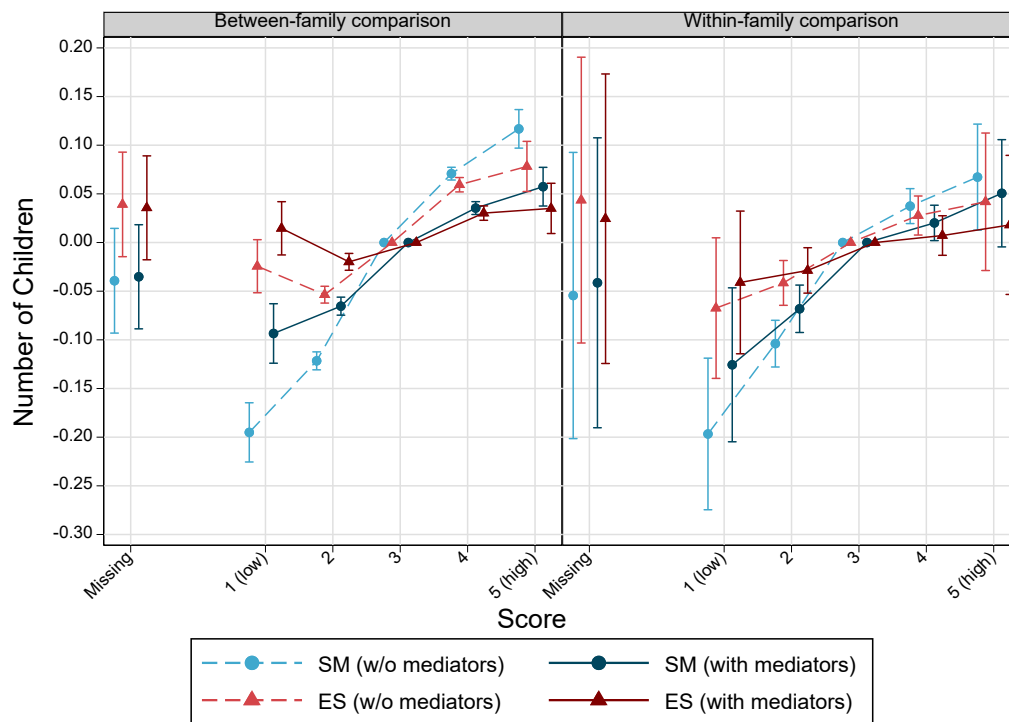 Between-family comparison
Within-family comparison
Number of Children
0.20
0.15
0.10
0.05
0.00
-0.05
-0.10
-0.15
-0.20
-0.25
-0.30
Missing
1 (low)
2
3
4
5 (high)
Missing
1 (low)
2
3
4
5 (high)
Score
SM (w/o mediators)
SM (with mediators)
ES (w/o mediators)
ES (with mediators)